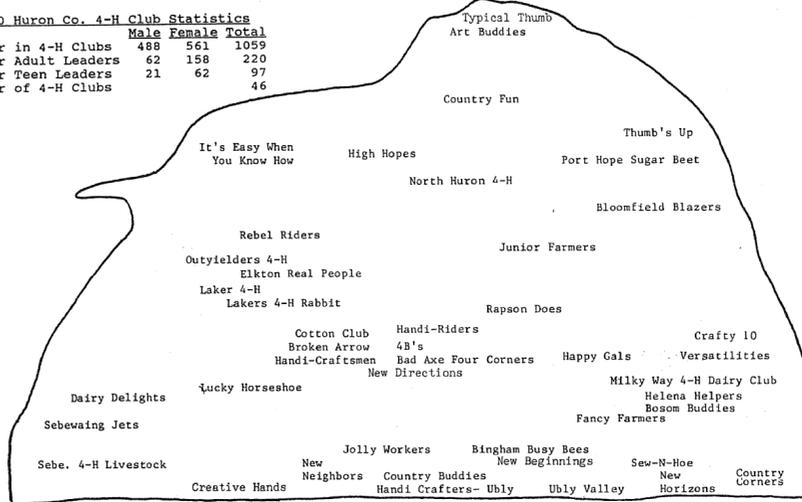 0 Huron Co. 4-H Club Statistics
Male Female Total
r in 4-H Clubs 488 561 1059
r Adult Leaders 62 158 220
r Teen Leaders 21 62 97
r of 4-H Clubs 46
Typical Thumb
Art Buddies
Country Fun
Thumb's Up
It's Easy When
You Know How
High Hopes
Port Hope Sugar Beet
North Huron 4-H
Bloomfield Blazers
Rebel Riders
Junior Farmers
Outyielders 4-H
Elkton Real People
Laker 4-H
Lakers 4-H Rabbit
Rapson Does
Cotton Club
Handi-Riders
Crafty 10
Broken Arrow
4B's
Handi-Craftsmen
Bad Axe Four Corners
Happy Gals
Versatilities
New Directions
Milky Way 4-H Dairy Club
Lucky Horseshoe
Dairy Delights
Helena Helpers
Bosom Buddies
Fancy Farmers
Sebewaing Jets
Jolly Workers
Bingham Busy Bees
Sebe. 4-H Livestock
New
Neighbors
New Beginnings
Sew-N-Hoe
Country Buddies
New
Horizons
Country
Corners
Creative Hands
Handi Crafters- Ubly
Ubly Valley